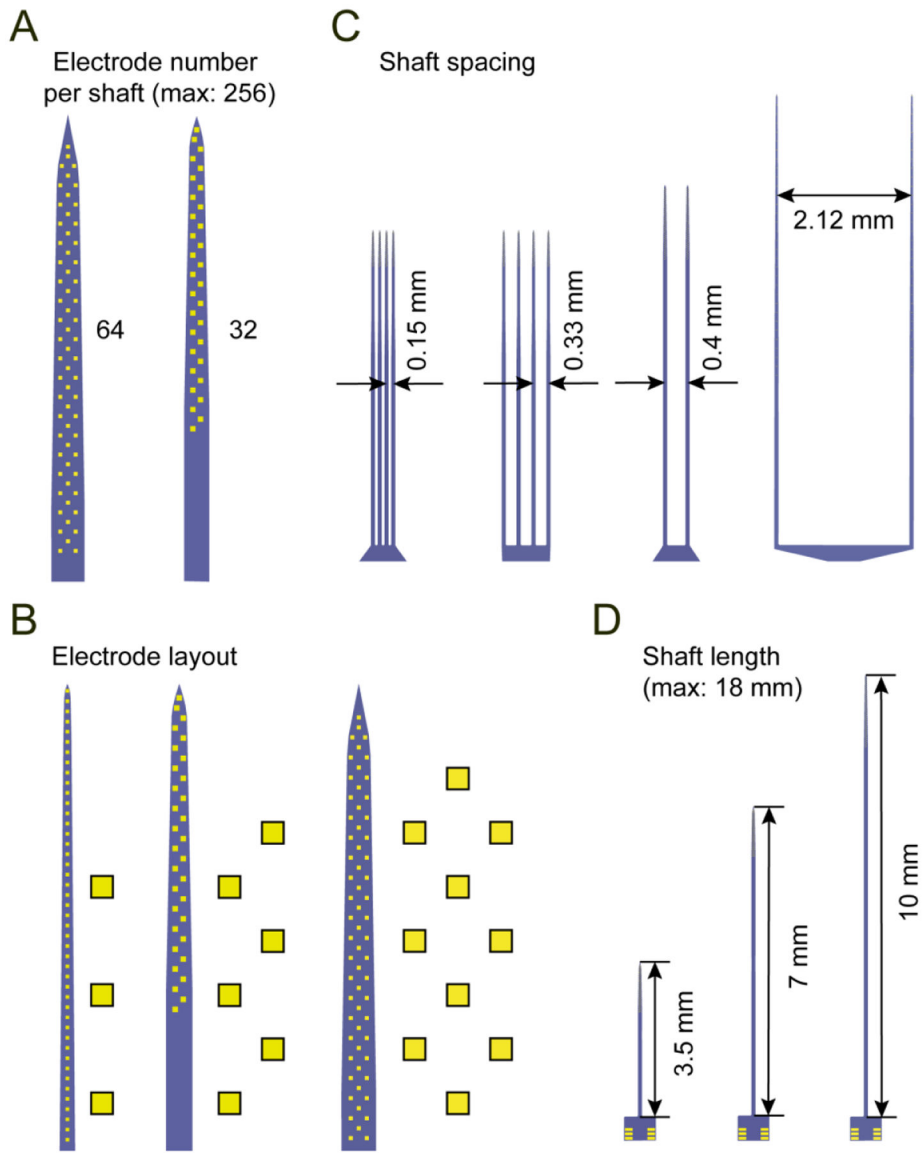 A
Electrode number
per shaft (max: 256)
64
32
C
Shaft spacing
0.15 mm
0.33 mm
0.4 mm
2.12 mm
B
Electrode layout
D
Shaft length
(max: 18 mm)
3.5 mm
7 mm
10 mm